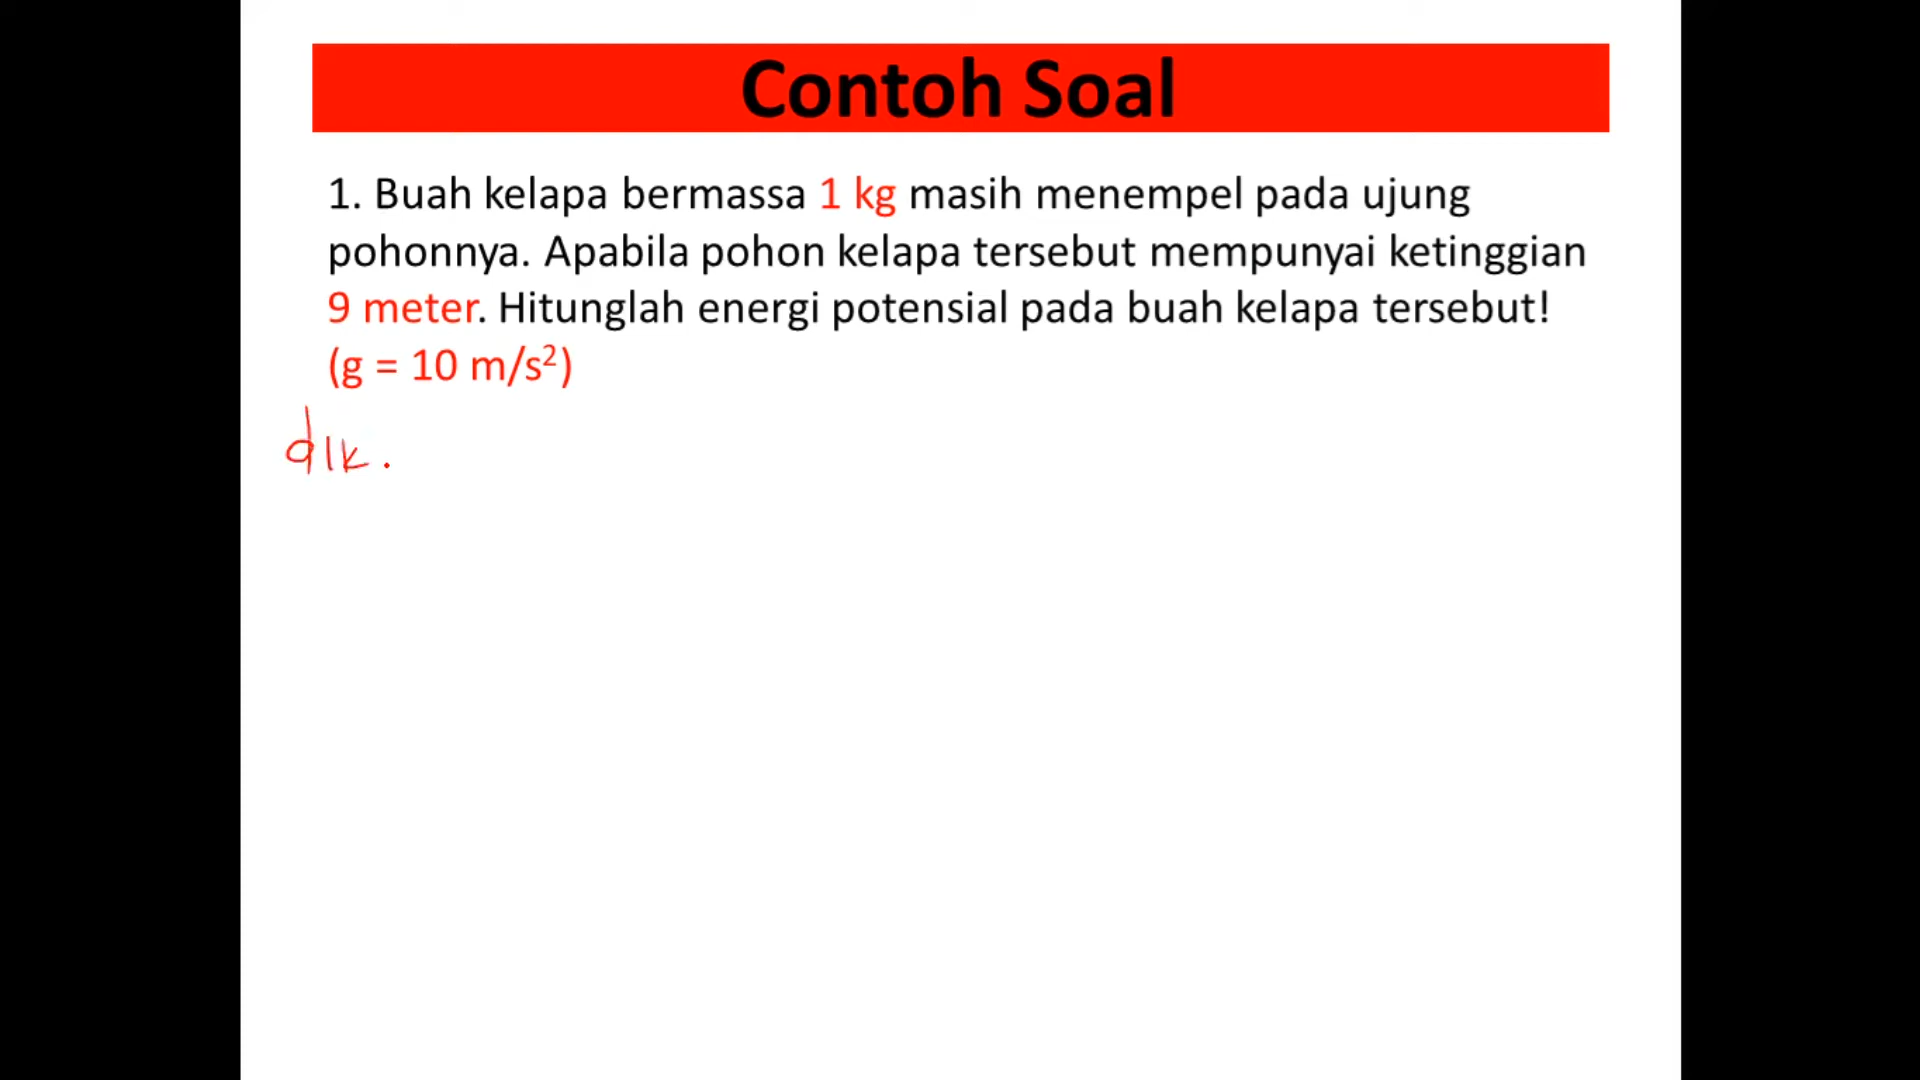 Contoh Soal
1. Buah kelapa bermassa 1 kg masih menempel pada ujung
pohonnya. Apabila pohon kelapa tersebut mempunyai ketinggian
9 meter. Hitunglah energi potensial pada buah kelapa tersebut!
(g = 10 m/s²)
dik.